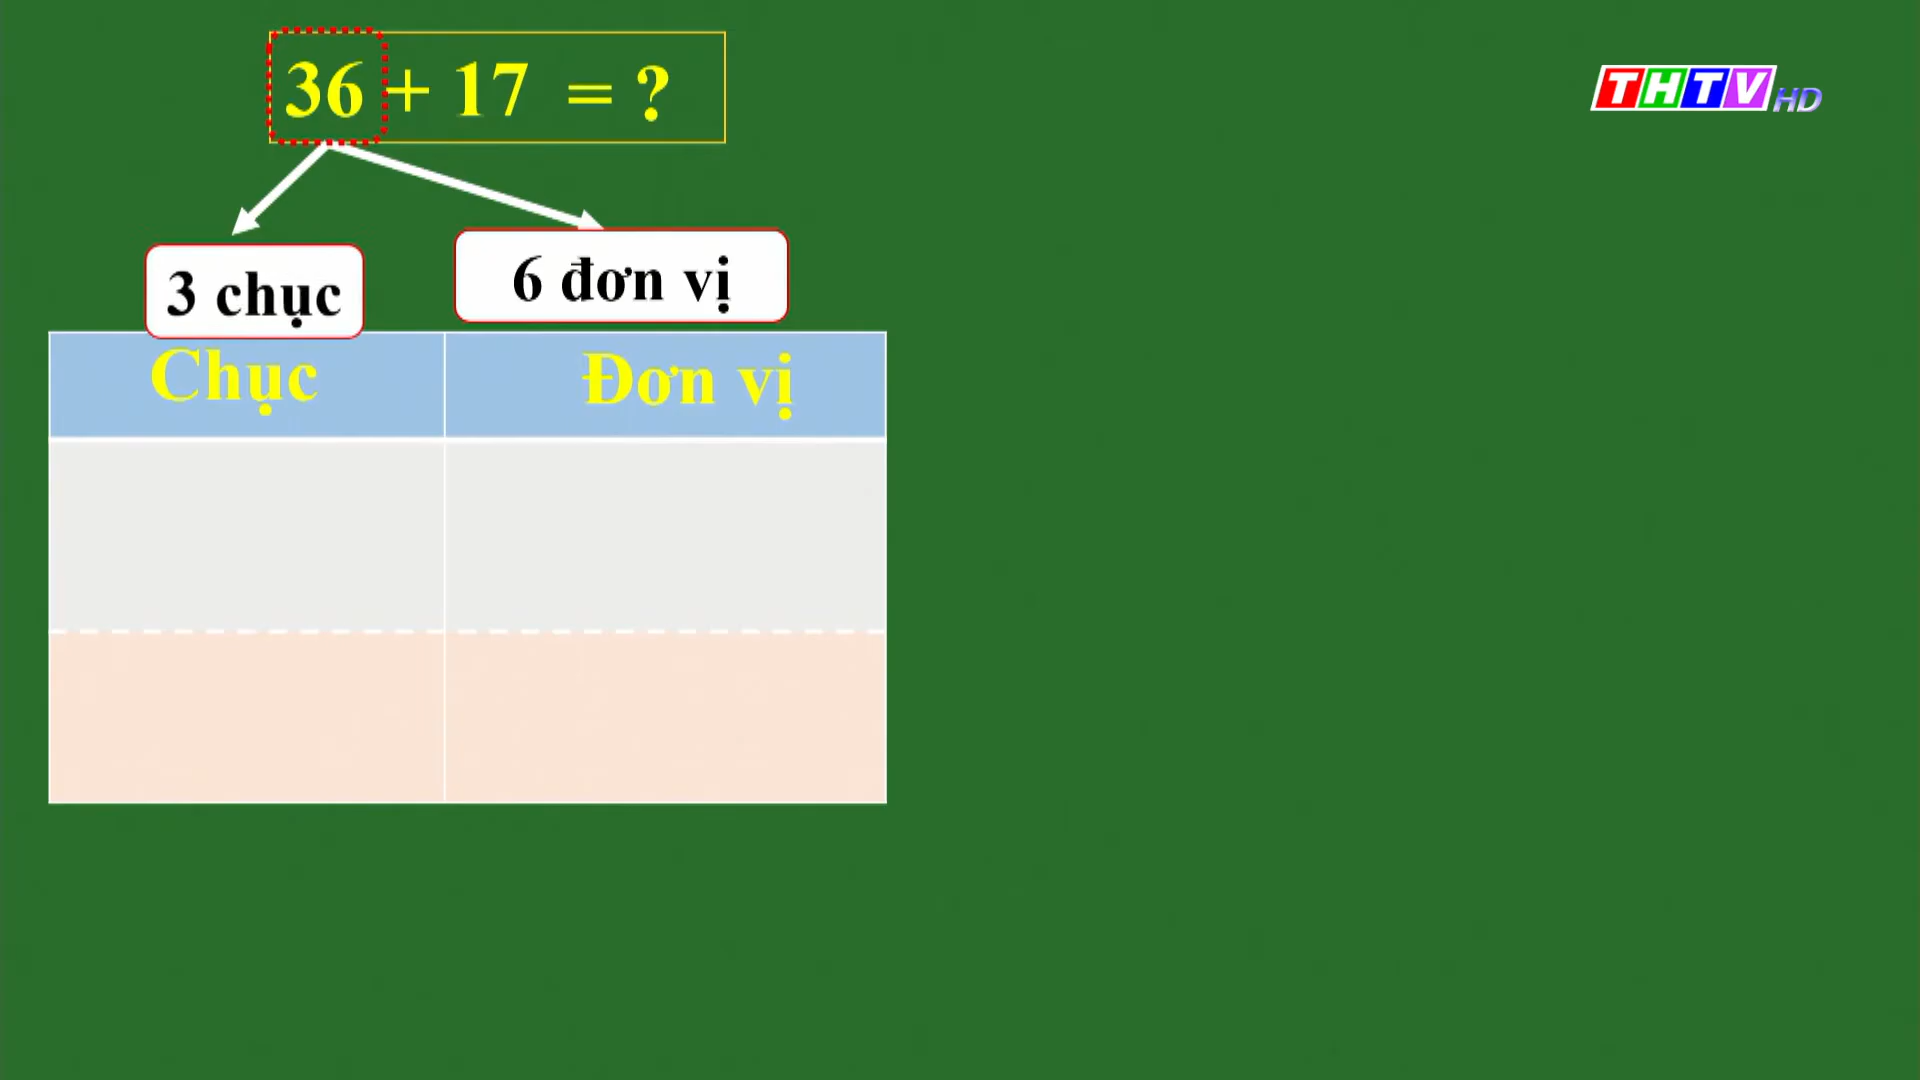 36 + 17 = ?
THTV HD
3 chục
6 đơn vị
Chục
Đơn vị